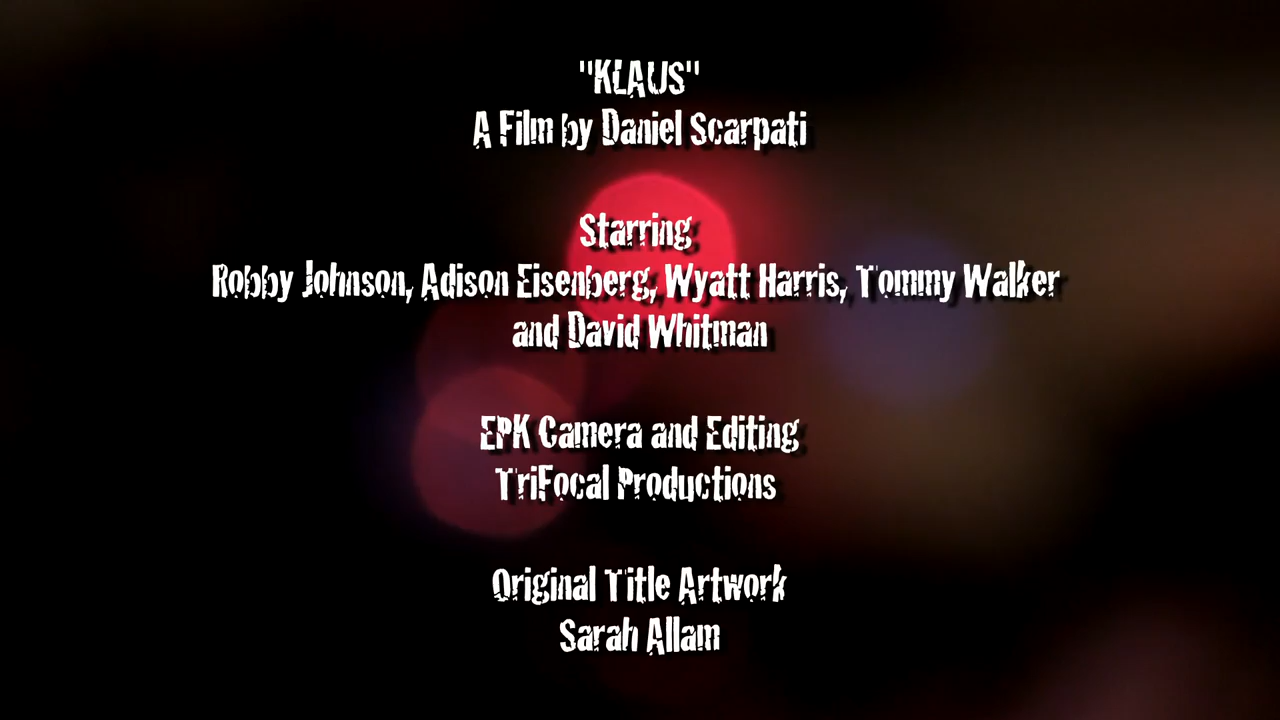 "KLAUS"
A Film by Daniel Scarpati
Starring
Robby Johnson, Adison Eisenberg, Wyatt Harris, Tommy Walker
and David Whitman
EPK Camera and Editing
TriFocal Productions
Original Title Artwork
Sarah Allam